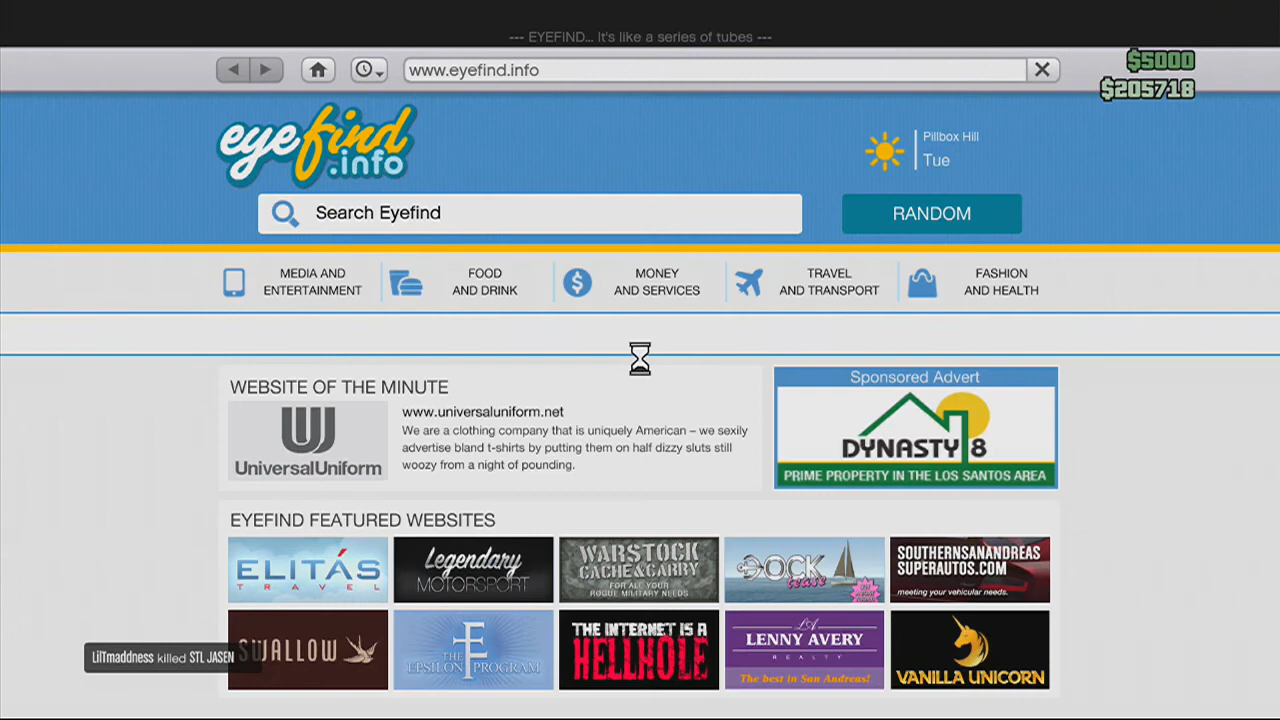 --- EYEFIND... It's like a series of tubes ---
www.eyefind.info
$5000
$205718
eyefind
.info
Pillbox Hill
Tue
Search Eyefind
RANDOM
MEDIA AND
ENTERTAINMENT
FOOD
AND DRINK
MONEY
AND SERVICES
TRAVEL
AND TRANSPORT
FASHION
AND HEALTH
WEBSITE OF THE MINUTE
UniversalUniform
www.universaluniform.net
We are a clothing company that is uniquely American – we sexily
advertise bland t-shirts by putting them on half dizzy sluts still
woozy from a night of pounding.
Sponsored Advert
DYNASTY 8
PRIME PROPERTY IN THE LOS SANTOS AREA
EYEFIND FEATURED WEBSITES
ELITÁS
TRAVEL
Legendary
MOTORSPORT
WARSTOCK
CACHE & CARRY
FOR ALL YOUR
ROGUE MILITARY NEEDS
DOCK
tease
SOUTHERNSANANDREAS
SUPERAUTOS.COM
meeting your vehicular needs.
SWALLOW
THE
EPSILON PROGRAM
THE INTERNET IS A
HELLHOLE
LA
LENNY AVERY
REALTY
The best in San Andreas!
VANILLA UNICORN
LilTmaddness killed STL JASEN